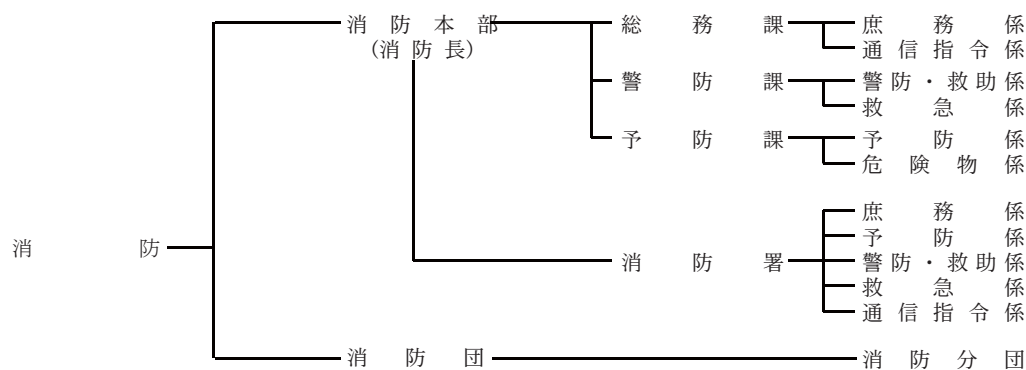 消防本部 総務課 庶務係
(消防長) 通信指令係
警防課 警防・救助係
救急係
予防課 予防係
危険物係
庶務係
予防係
消防 消防署 警防・救助係
救急係
通信指令係
消防団 消防分団